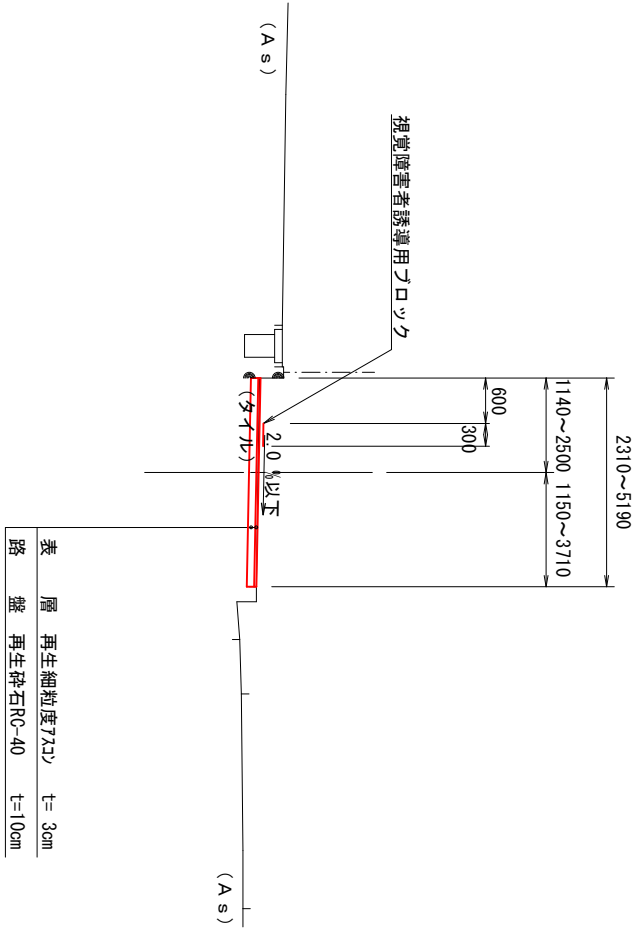 2310～5190
1140～2500
1150～3710
600
300
視覚障害者誘導用ブロック
(As)
2.0 %以下
(タイル)
(As)
表 層 再生細粒度アスコン t= 3cm
路 盤 再生砕石RC-40 t=10cm